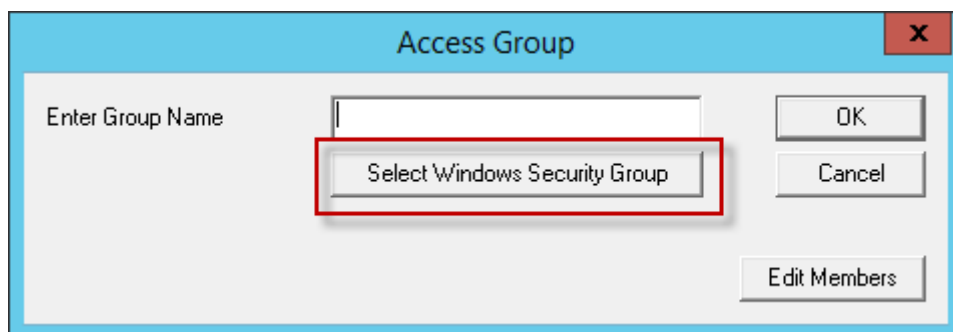 Access Group
x
Enter Group Name
OK
Select Windows Security Group
Cancel
Edit Members